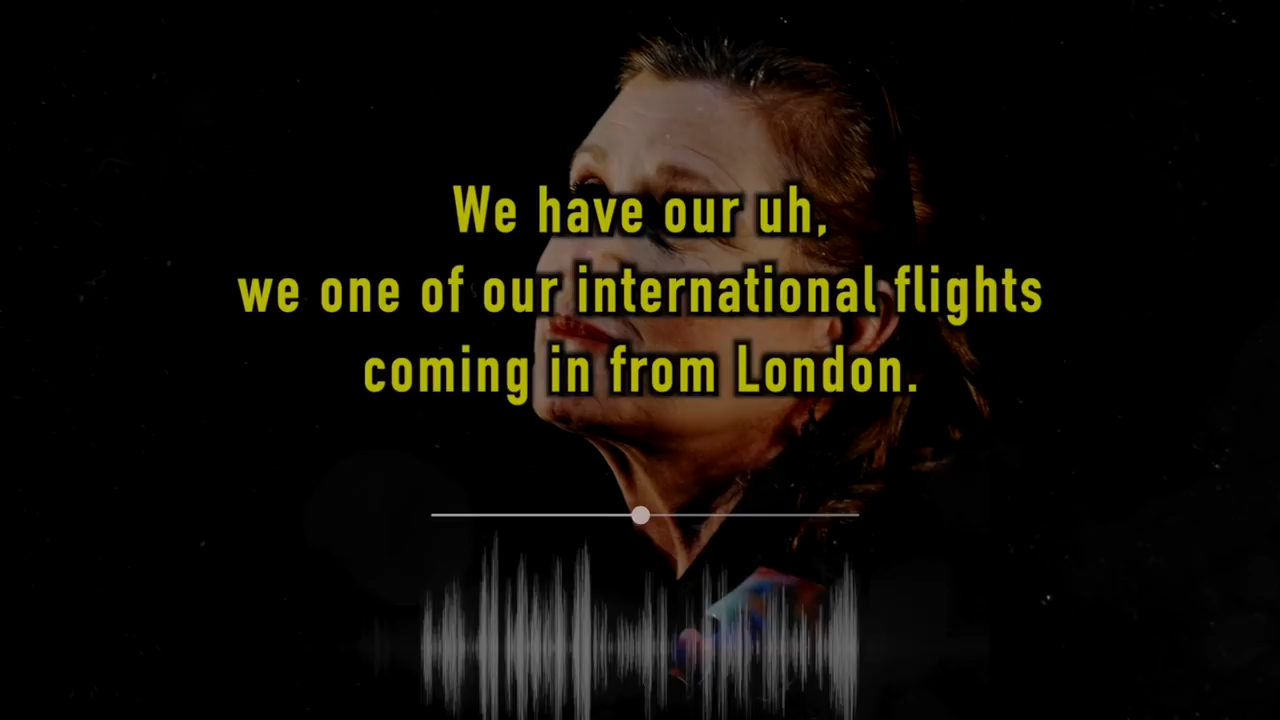 We have our uh,
we one of our international flights
coming in from London.